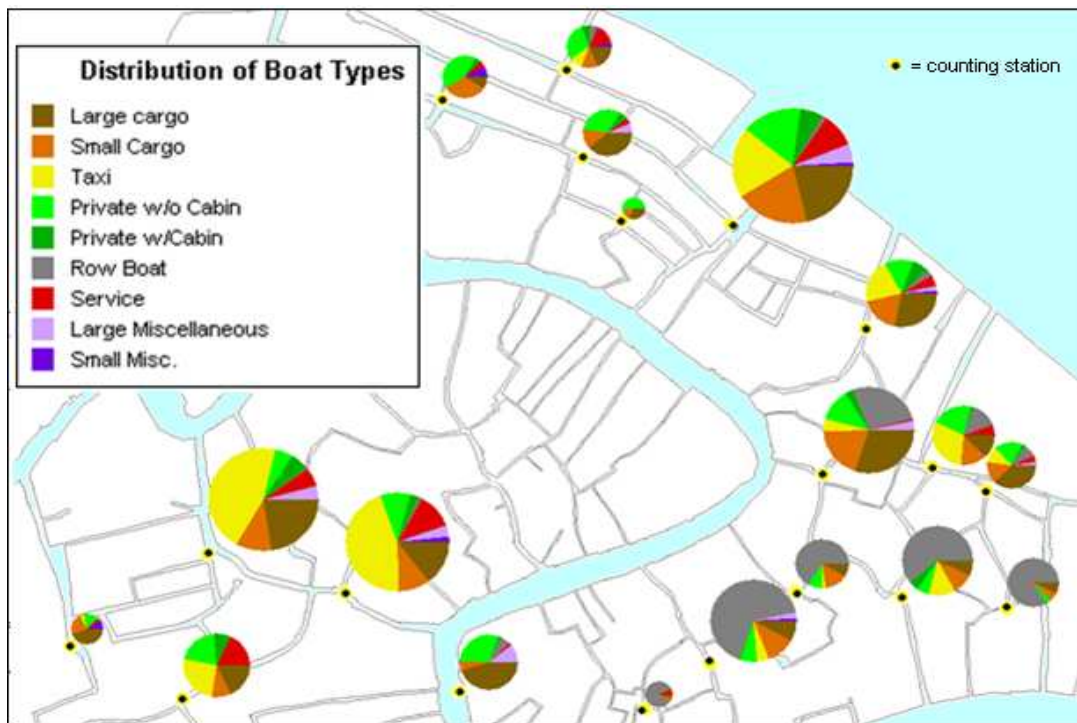 Distribution of Boat Types
Large cargo
Small Cargo
Taxi
Private w/o Cabin
Private w/Cabin
Row Boat
Service
Large Miscellaneous
Small Misc.
= counting station